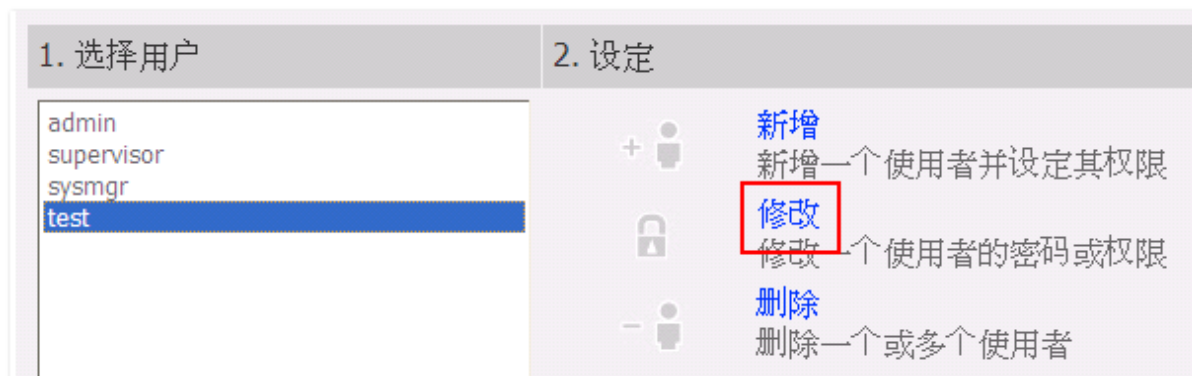 1. 选择用户
2. 设定
admin
supervisor
sysmgr
test
新增
新增一个使用者并设定其权限
修改
修改一个使用者的密码或权限
删除
删除一个或多个使用者